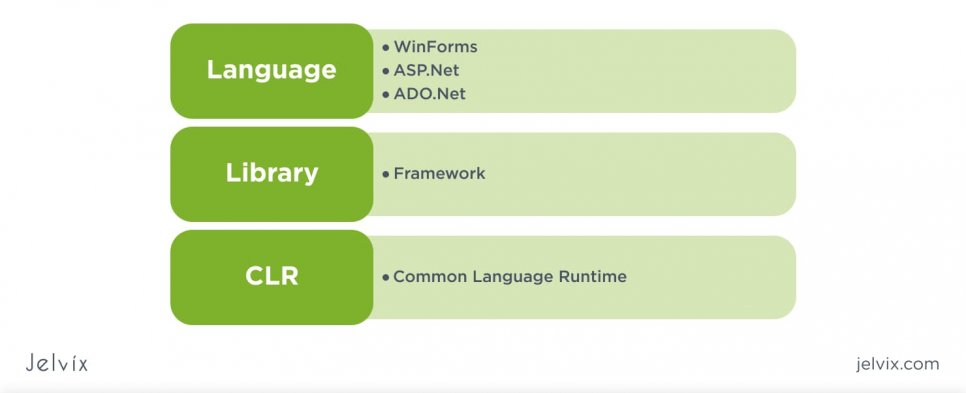 Language
• WinForms
• ASP.Net
• ADO.Net
Library
• Framework
CLR
• Common Language Runtime
Jelvix
jelvix.com